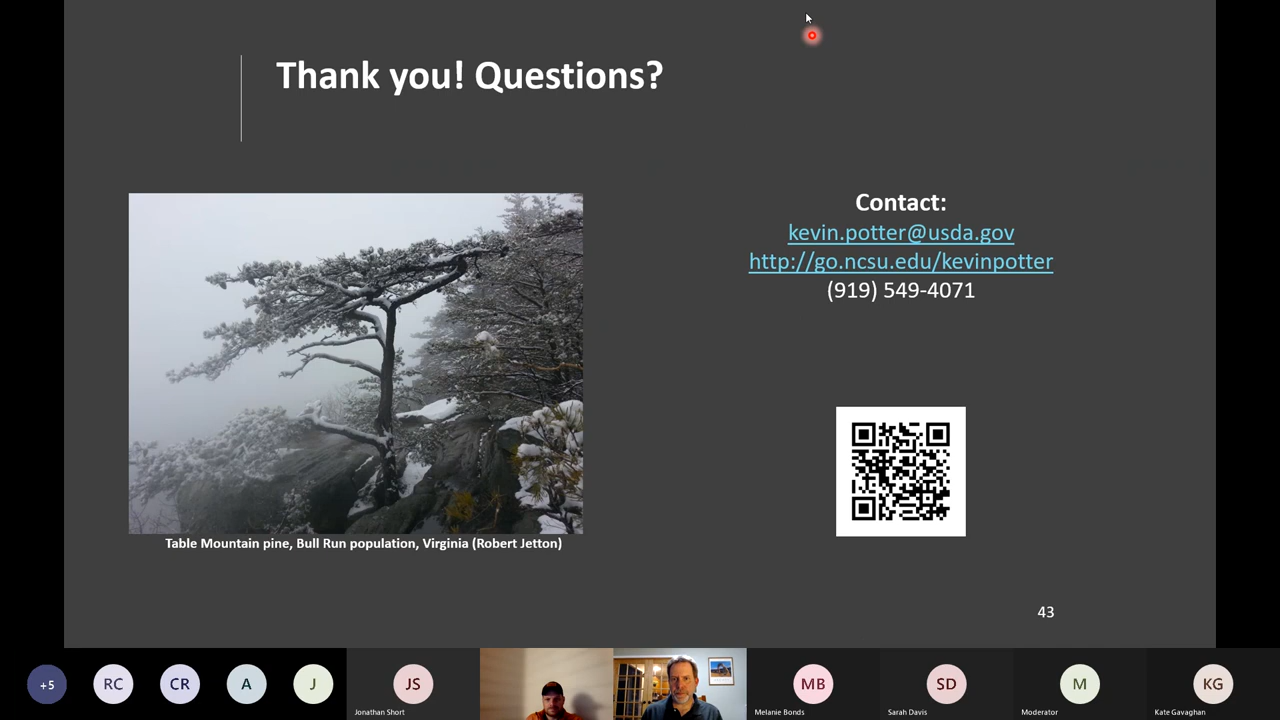 Thank you! Questions?
Contact:
kevin.potter@usda.gov
http://go.ncsu.edu/kevinpotter
(919) 549-4071
Table Mountain pine, Bull Run population, Virginia (Robert Jetton)
43
+5
RC
CR
A
J
JS
MB
SD
M
KG
Jonathan Short
Melanie Bonds
Sarah Davis
Moderator
Kate Gavaghan